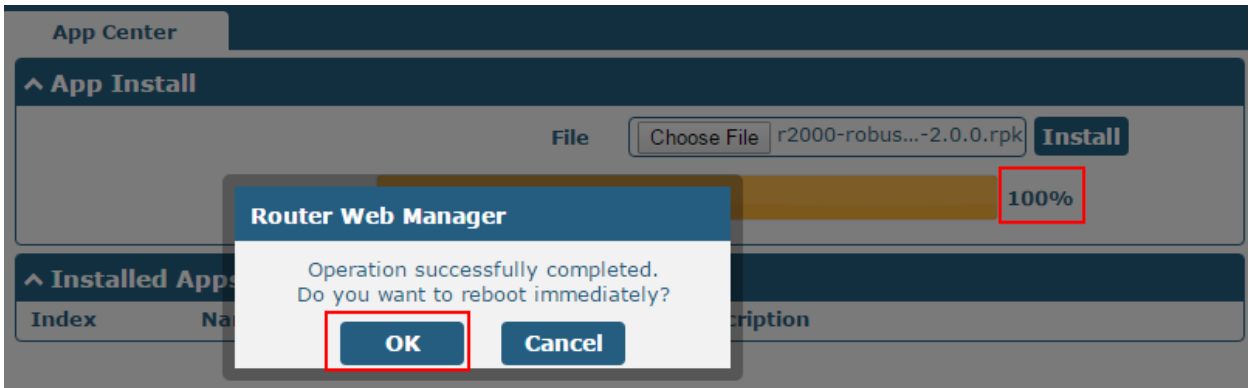 App Center
App Install
File Choose File r2000-robus...-2.0.0.rpk Install
100%
Router Web Manager
Operation successfully completed.
Do you want to reboot immediately?
OK Cancel
Installed Apps
Index